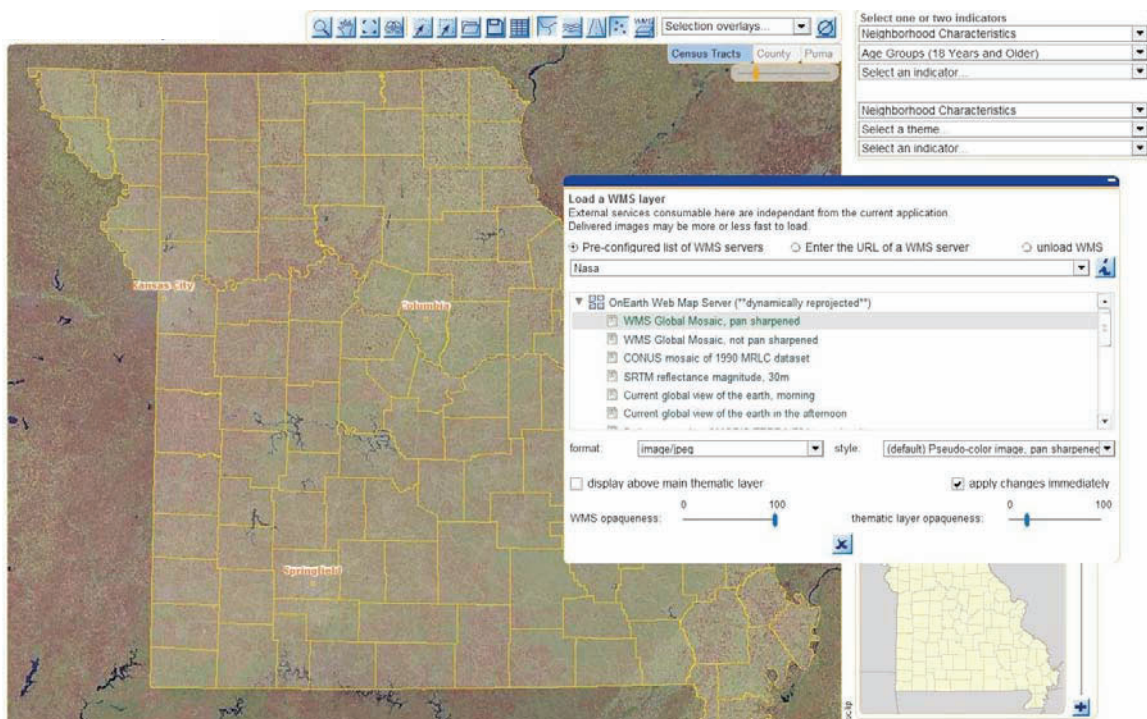 WMS
Selection overlays...
Census Tracts County Puma
Select one or two indicators
Neighborhood Characteristics
Age Groups (18 Years and Older)
Select an indicator...
Neighborhood Characteristics
Select a theme...
Select an indicator...
Kansas City
Columbia
Springfield
Load a WMS layer
External services consumable here are independant from the current application.
Delivered images may be more or less fast to load.
Pre-configured list of WMS servers Enter the URL of a WMS server unload WMS
Nasa
OnEarth Web Map Server (**dynamically reprojected**)
WMS Global Mosaic, pan sharpened
WMS Global Mosaic, not pan sharpened
CONUS mosaic of 1990 MRLC dataset
SRTM reflectance magnitude, 30m
Current global view of the earth, morning
Current global view of the earth in the afternoon
format: image/jpeg style: (default) Pseudo-color image, pan sharpened
display above main thematic layer apply changes immediately
0 100 0 100
WMS opaqueness: thematic layer opaqueness: